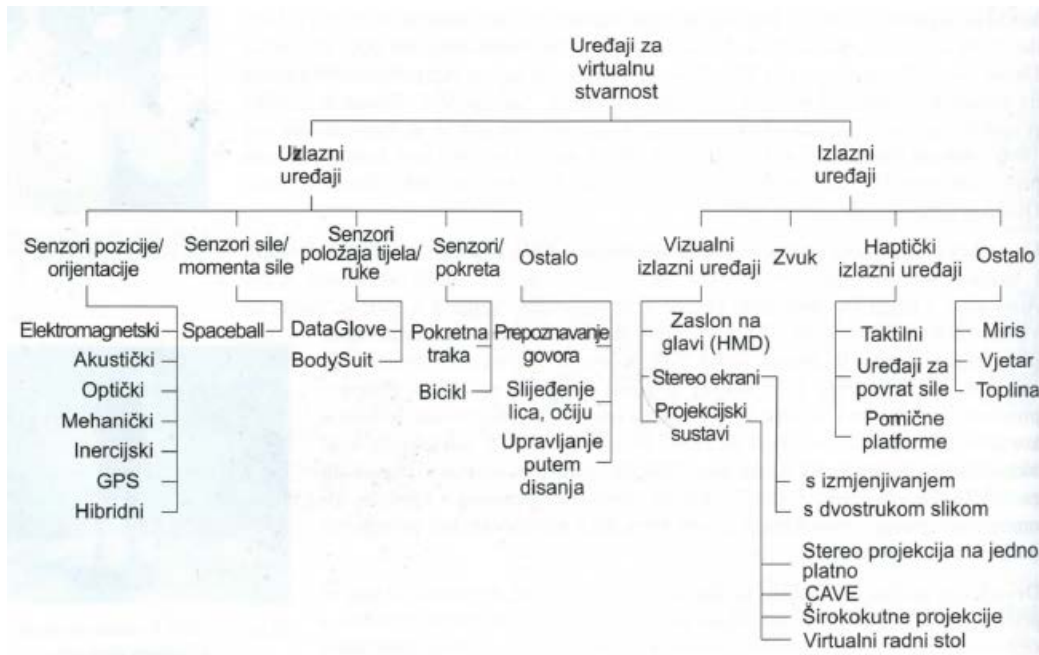 Uređaji za
virtualnu
stvarnost
Ulazni
uređaji
Izlazni
uređaji
Senzori pozicije/
orijentacije
Senzori sile/
momenta sile
Senzori
položaja tijela/
ruke
Senzori/
pokreta
Ostalo
Vizualni
izlazni uređaji
Zvuk
Haptički
izlazni uređaji
Ostalo
Elektromagnetski
Akustički
Optički
Mehanički
Inercijski
GPS
Hibridni
Spaceball
DataGlove
BodySuit
Pokretna
traka
Bicikl
Prepoznavanje
govora
Slijeđenje
lica, očiju
Upravljanje
putem
disanja
Zaslon na
glavi (HMD)
Stereo ekrani
Projekcijski
sustavi
s izmjenjivanjem
s dvostrukom slikom
Stereo projekcija na jedno
platno
CAVE
Širokokutne projekcije
Virtualni radni stol
Taktilni
Uređaji za
povrat sile
Pomične
platforme
Miris
Vjetar
Toplina